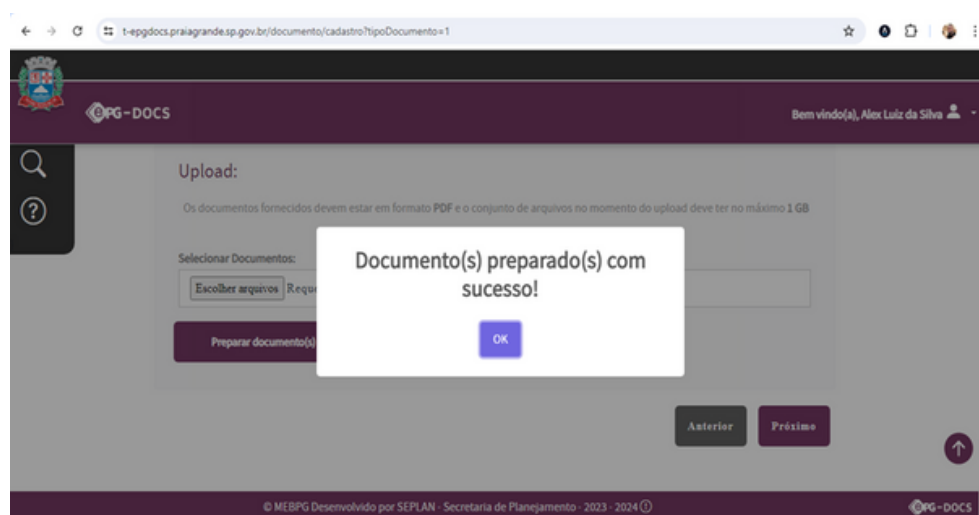 t-epgdocs.praiagrande.sp.gov.br/documento/cadastro?tipoDocumento=1
ePG-DOCS
Bem vindo(a), Alex Luiz da Silva
Upload:
Os documentos fornecidos devem estar em formato PDF e o conjunto de arquivos no momento do upload deve ter no máximo 1 GB
Selecionar Documentos:
Escolher arquivos Reque
Documento(s) preparado(s) com
sucesso!
OK
Preparar documento(s)
Anterior
Próximo
© MEBPG Desenvolvido por SEPLAN - Secretaria de Planejamento - 2023 - 2024
ePG-DOCS